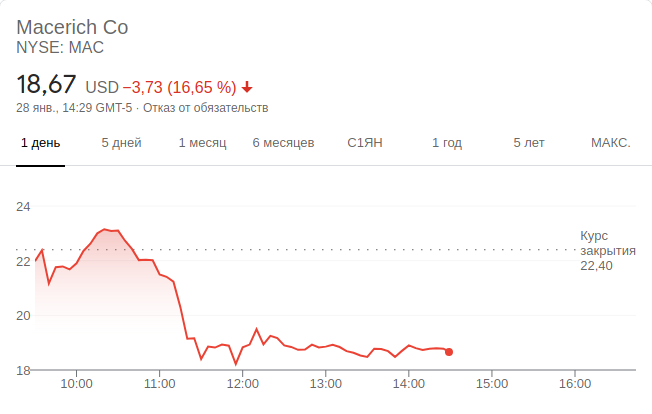 Macerich Co
NYSE: MAC
18,67 USD −3,73 (16,65 %)
28 янв., 14:29 GMT-5 · Отказ от обязательств
1 день 5 дней 1 месяц 6 месяцев С1ЯН 1 год 5 лет МАКС.
24
Курс
закрытия
22,40
22
20
18
10:00 11:00 12:00 13:00 14:00 15:00 16:00